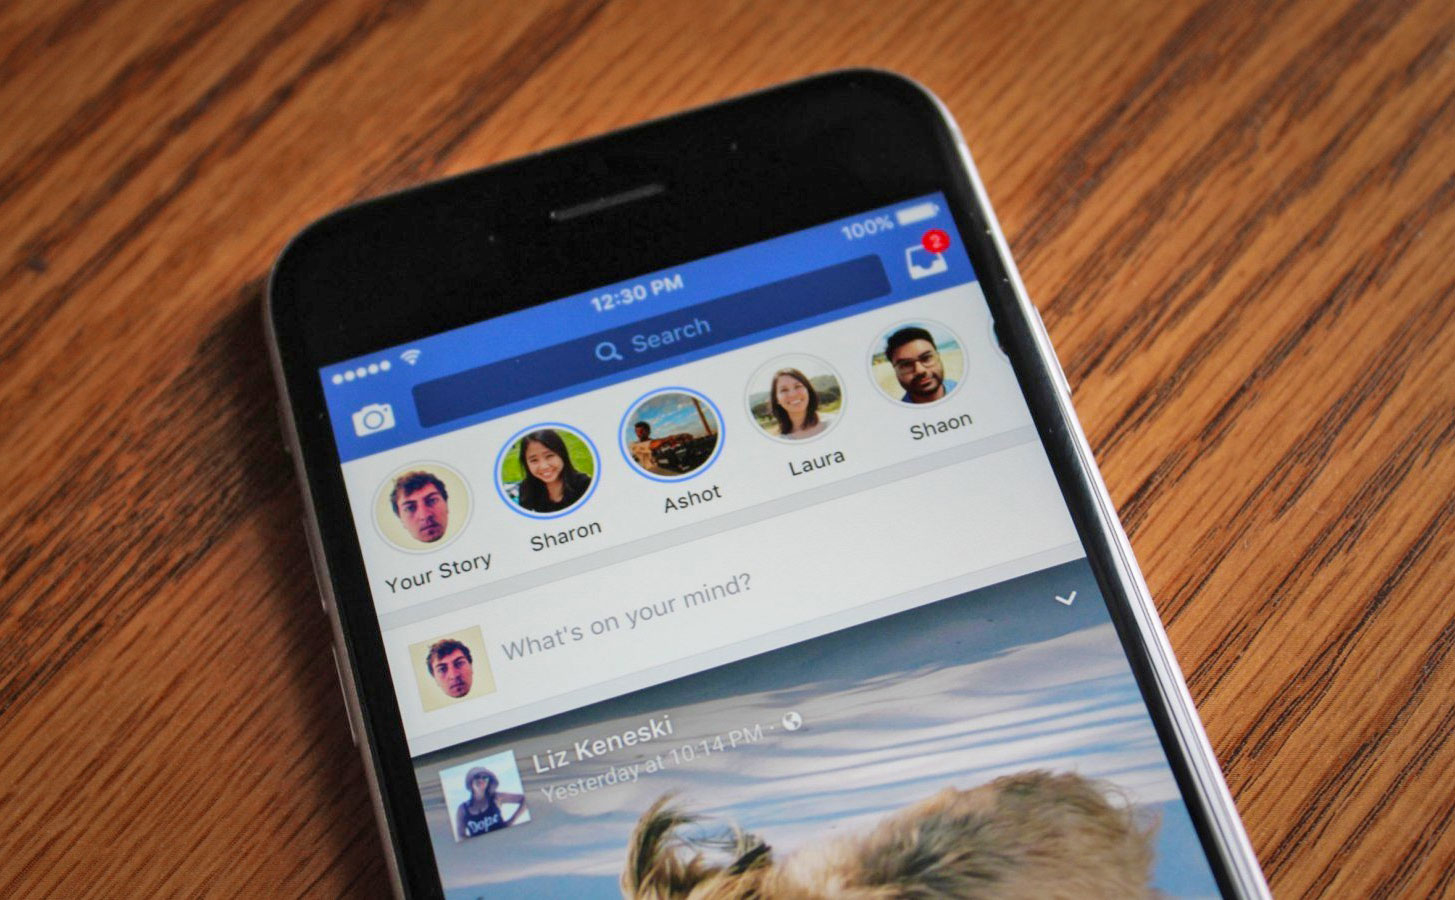 100%
2
12:30 PM
Search
Your Story
Sharon
Ashot
Laura
Shaon
What's on your mind?
Liz Keneski
Yesterday at 10:14 PM ·
Dope